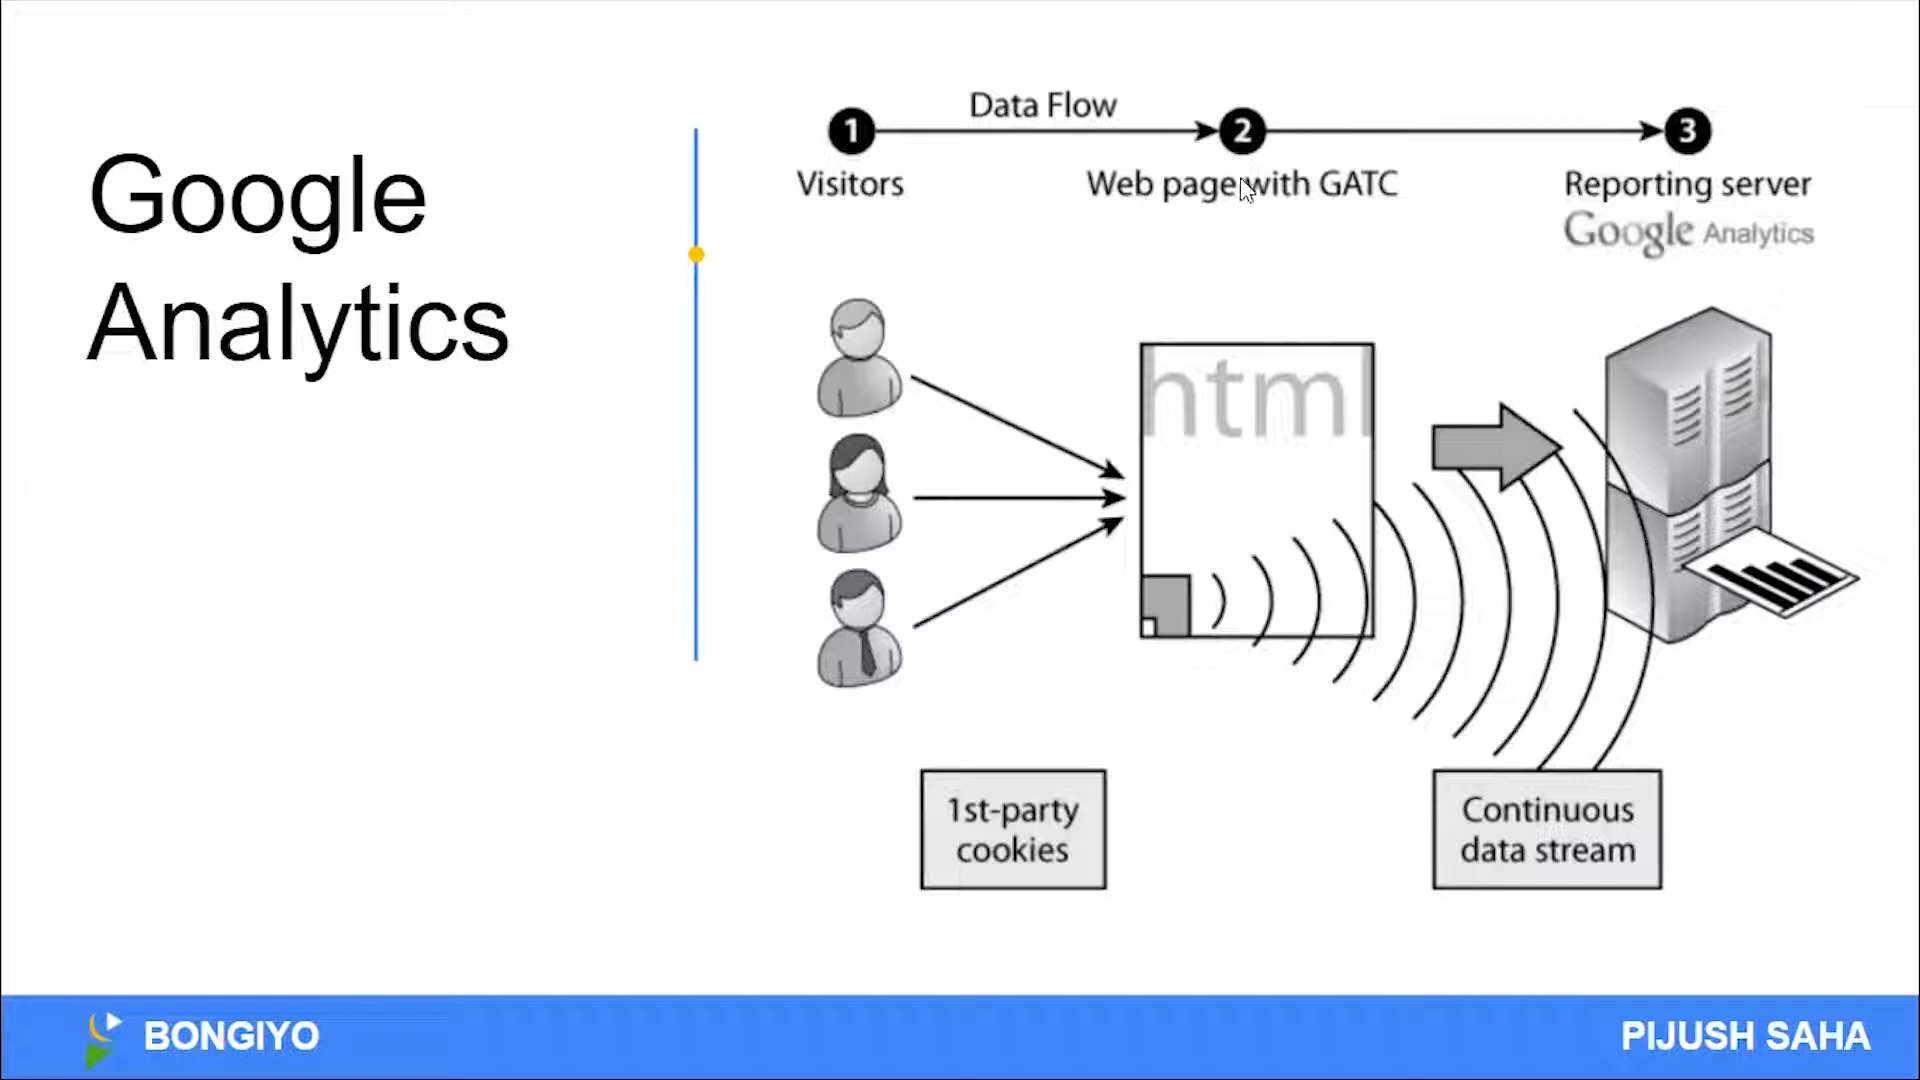 Google
Analytics
Data Flow
1
2
3
Visitors
Web page with GATC
Reporting server
Google Analytics
html
1st-party
cookies
Continuous
data stream
BONGIYO
PIJUSH SAHA